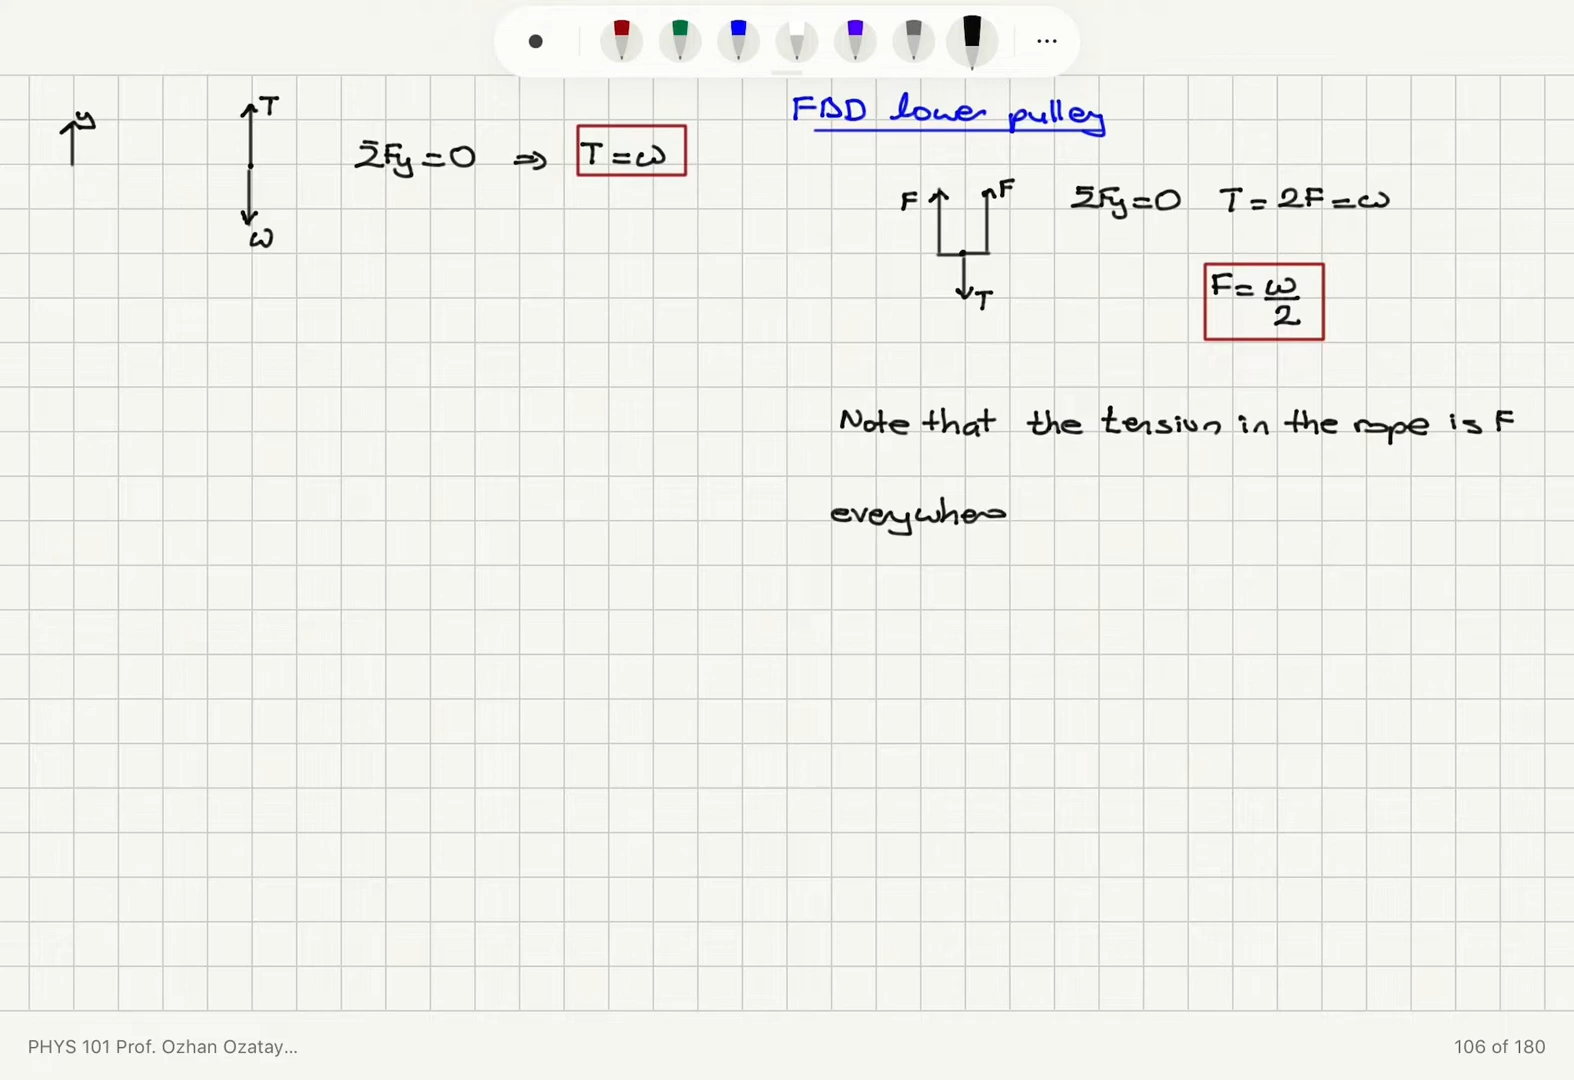 y
T
ΣFy = 0 ⇒ T = ω
ω
FBD lower pulley
F F ΣFy = 0 T = 2F = ω
T
F = ω/2
Note that the tension in the rope is F
everywhere
PHYS 101 Prof. Ozhan Ozatay...
106 of 180